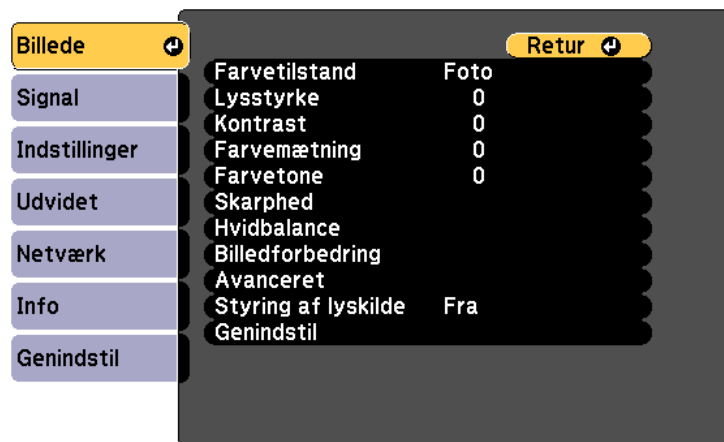 Billede
Signal
Indstillinger
Udvidet
Netværk
Info
Genindstil
Retur
Farvetilstand Foto
Lysstyrke 0
Kontrast 0
Farvemætning 0
Farvetone 0
Skarphed
Hvidbalance
Billedforbedring
Avanceret
Styring af lyskilde Fra
Genindstil